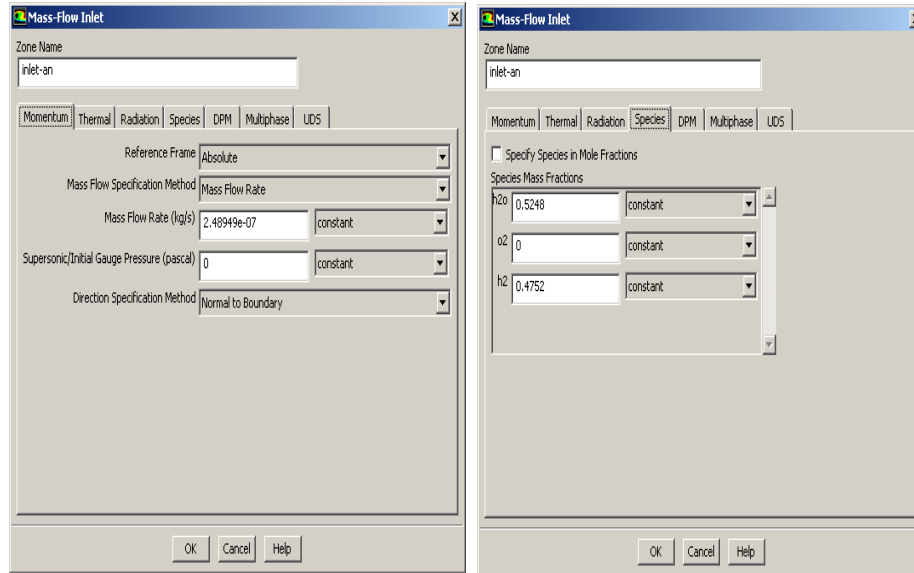 Mass-Flow Inlet X
Zone Name
inlet-an
Momentum Thermal Radiation Species DPM Multiphase UDS
Reference Frame Absolute
Mass Flow Specification Method Mass Flow Rate
Mass Flow Rate (kg/s) 2.48949e-07 constant
Supersonic/Initial Gauge Pressure (pascal) 0 constant
Direction Specification Method Normal to Boundary
OK Cancel Help
Mass-Flow Inlet
Zone Name
inlet-an
Momentum Thermal Radiation Species DPM Multiphase UDS
Specify Species in Mole Fractions
Species Mass Fractions
h2o 0.5248 constant
o2 0 constant
h2 0.4752 constant
OK Cancel Help